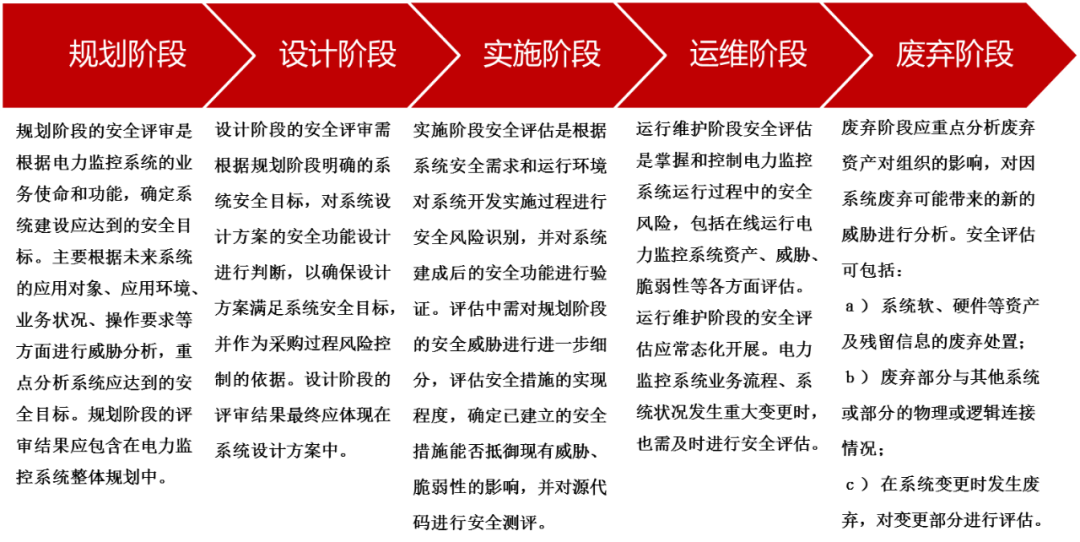 规划阶段
设计阶段
实施阶段
运维阶段
废弃阶段
规划阶段的安全评审是
根据电力监控系统的业
务使命和功能，确定系
统建设应达到的安全目
标。主要根据未来系统
的应用对象、应用环境、
业务状况、操作要求等
方面进行威胁分析，重
点分析系统应达到的安
全目标。规划阶段的评
审结果应包含在电力监
控系统整体规划中。
设计阶段的安全评审需
根据规划阶段明确的系
统安全目标，对系统设
计方案的安全功能设计
进行判断，以确保设计
方案满足系统安全目标，
并作为采购过程风险控
制的依据。设计阶段的
评审结果最终应体现在
系统设计方案中。
实施阶段安全评估是根据
系统安全需求和运行环境
对系统开发实施过程进行
安全风险识别，并对系统
建成后的安全功能进行验
证。评估中需对规划阶段
的安全威胁进行进一步细
分，评估安全措施的实现
程度，确定已建立的安全
措施能否抵御现有威胁、
脆弱性的影响，并对源代
码进行安全测评。
运行维护阶段安全评估
是掌握和控制电力监控
系统运行过程中的安全
风险，包括在线运行电
力监控系统资产、威胁、
脆弱性等各方面评估。
运行维护阶段的安全评
估应常态化开展。电力
监控系统业务流程、系
统状况发生重大变更时，
也需及时进行安全评估。
废弃阶段应重点分析废弃
资产对组织的影响，对因
系统废弃可能带来的新的
威胁进行分析。安全评估
可包括：
a ）系统软、硬件等资产
及残留信息的废弃处置；
b ）废弃部分与其他系统
或部分的物理或逻辑连接
情况；
c ）在系统变更时发生废
弃，对变更部分进行评估。